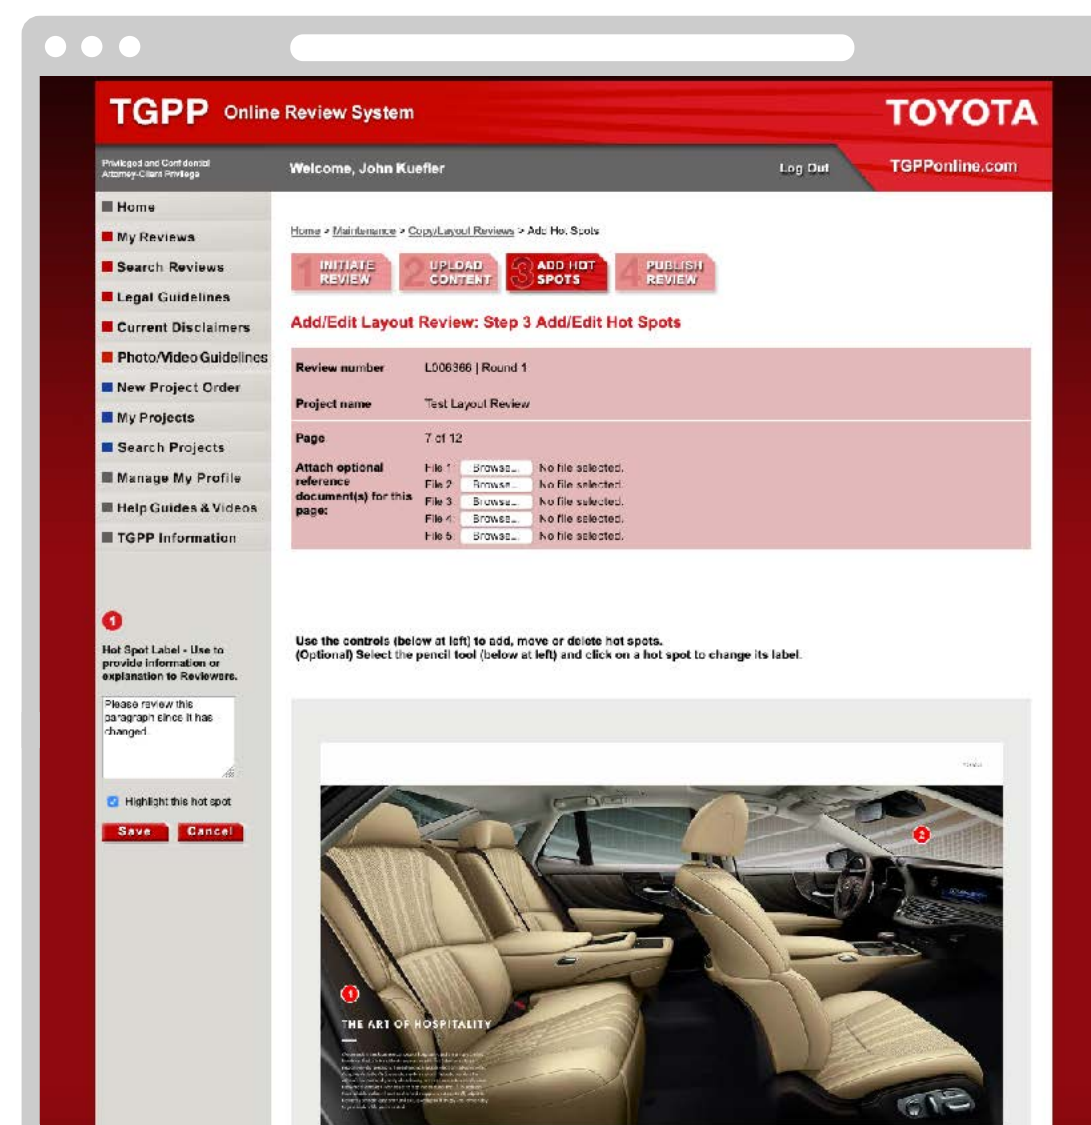 TGPP Online Review System
TOYOTA
Privileged and Confidential
Attorney-Client Privilege
Welcome, John Kuefler
Log Out
TGPPonline.com
Home
My Reviews
Search Reviews
Legal Guidelines
Current Disclaimers
Photo/Video Guidelines
New Project Order
My Projects
Search Projects
Manage My Profile
Help Guides & Videos
TGPP Information
Home > Maintenance > Copy/Layout Reviews > Add Hot Spots
1 INITIATE REVIEW
2 UPLOAD CONTENT
3 ADD HOT SPOTS
4 PUBLISH REVIEW
Add/Edit Layout Review: Step 3 Add/Edit Hot Spots
Review number L006366 | Round 1
Project name Test Layout Review
Page 7 of 12
Attach optional
reference
document(s) for this
page:
File 1: Browse... No file selected.
File 2: Browse... No file selected.
File 3: Browse... No file selected.
File 4: Browse... No file selected.
File 5: Browse... No file selected.
1
Hot Spot Label - Use to
provide information or
explanation to Reviewers.
Please review this
paragraph since it has
changed.
Highlight this hot spot
Save Cancel
Use the controls (below at left) to add, move or delete hot spots.
(Optional) Select the pencil tool (below at left) and click on a hot spot to change its label.
2
1
THE ART OF HOSPITALITY